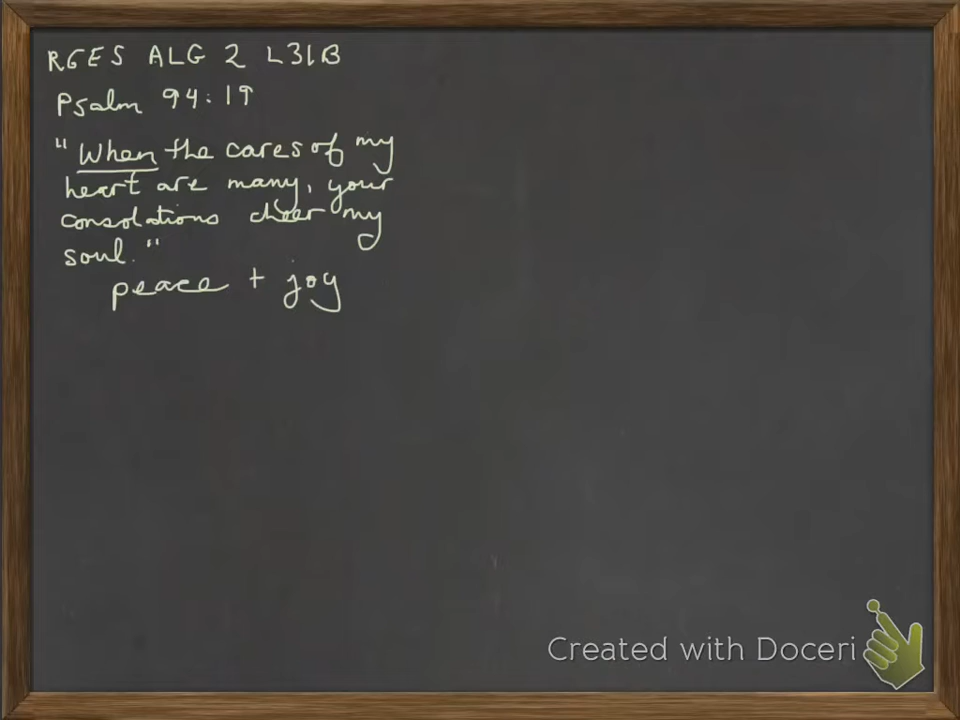 RGES ALG 2 L31B
Psalm 94:19
"When the cares of my
heart are many, your
consolations cheer my
soul."
peace + joy
Created with Doceri